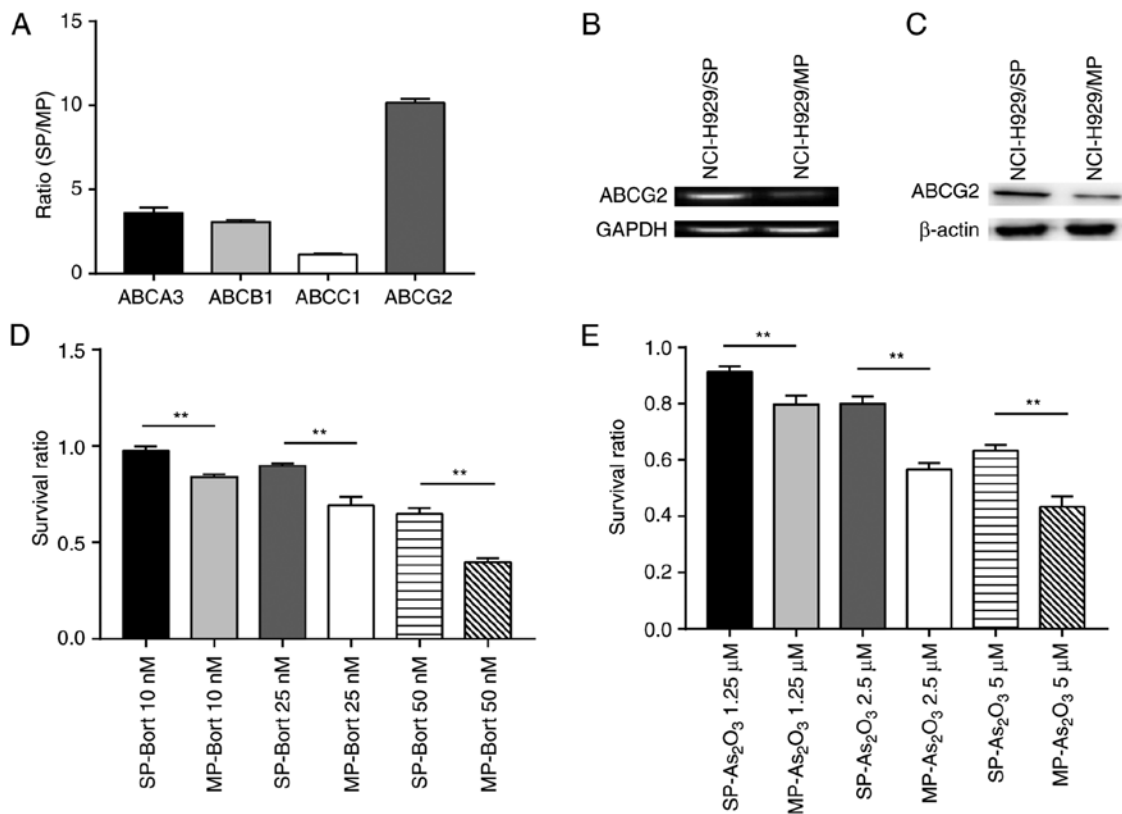 A
Ratio (SP/MP)
15
10
5
0
ABCA3 ABCB1 ABCC1 ABCG2
B
NCI-H929/SP
NCI-H929/MP
ABCG2
GAPDH
C
NCI-H929/SP
NCI-H929/MP
ABCG2
β-actin
D
Survival ratio
1.5
1.0
0.5
0.0
**
**
**
SP-Bort 10 nM
MP-Bort 10 nM
SP-Bort 25 nM
MP-Bort 25 nM
SP-Bort 50 nM
MP-Bort 50 nM
E
Survival ratio
1.0
0.8
0.6
0.4
0.2
0.0
**
**
**
SP-As₂O₃ 1.25 μM
MP-As₂O₃ 1.25 μM
SP-As₂O₃ 2.5 μM
MP-As₂O₃ 2.5 μM
SP-As₂O₃ 5 μM
MP-As₂O₃ 5 μM